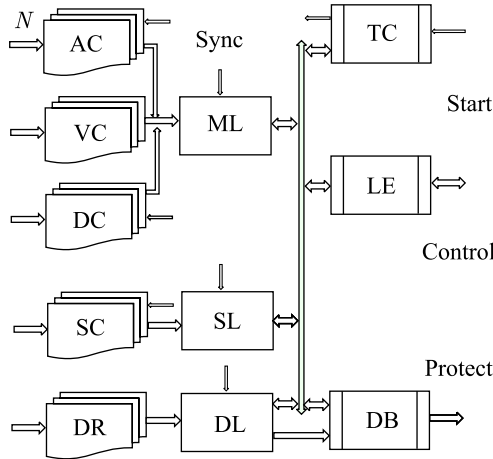 N
AC
TC
Sync
Start
VC
ML
LE
DC
Control
SC
SL
Protect
DR
DL
DB